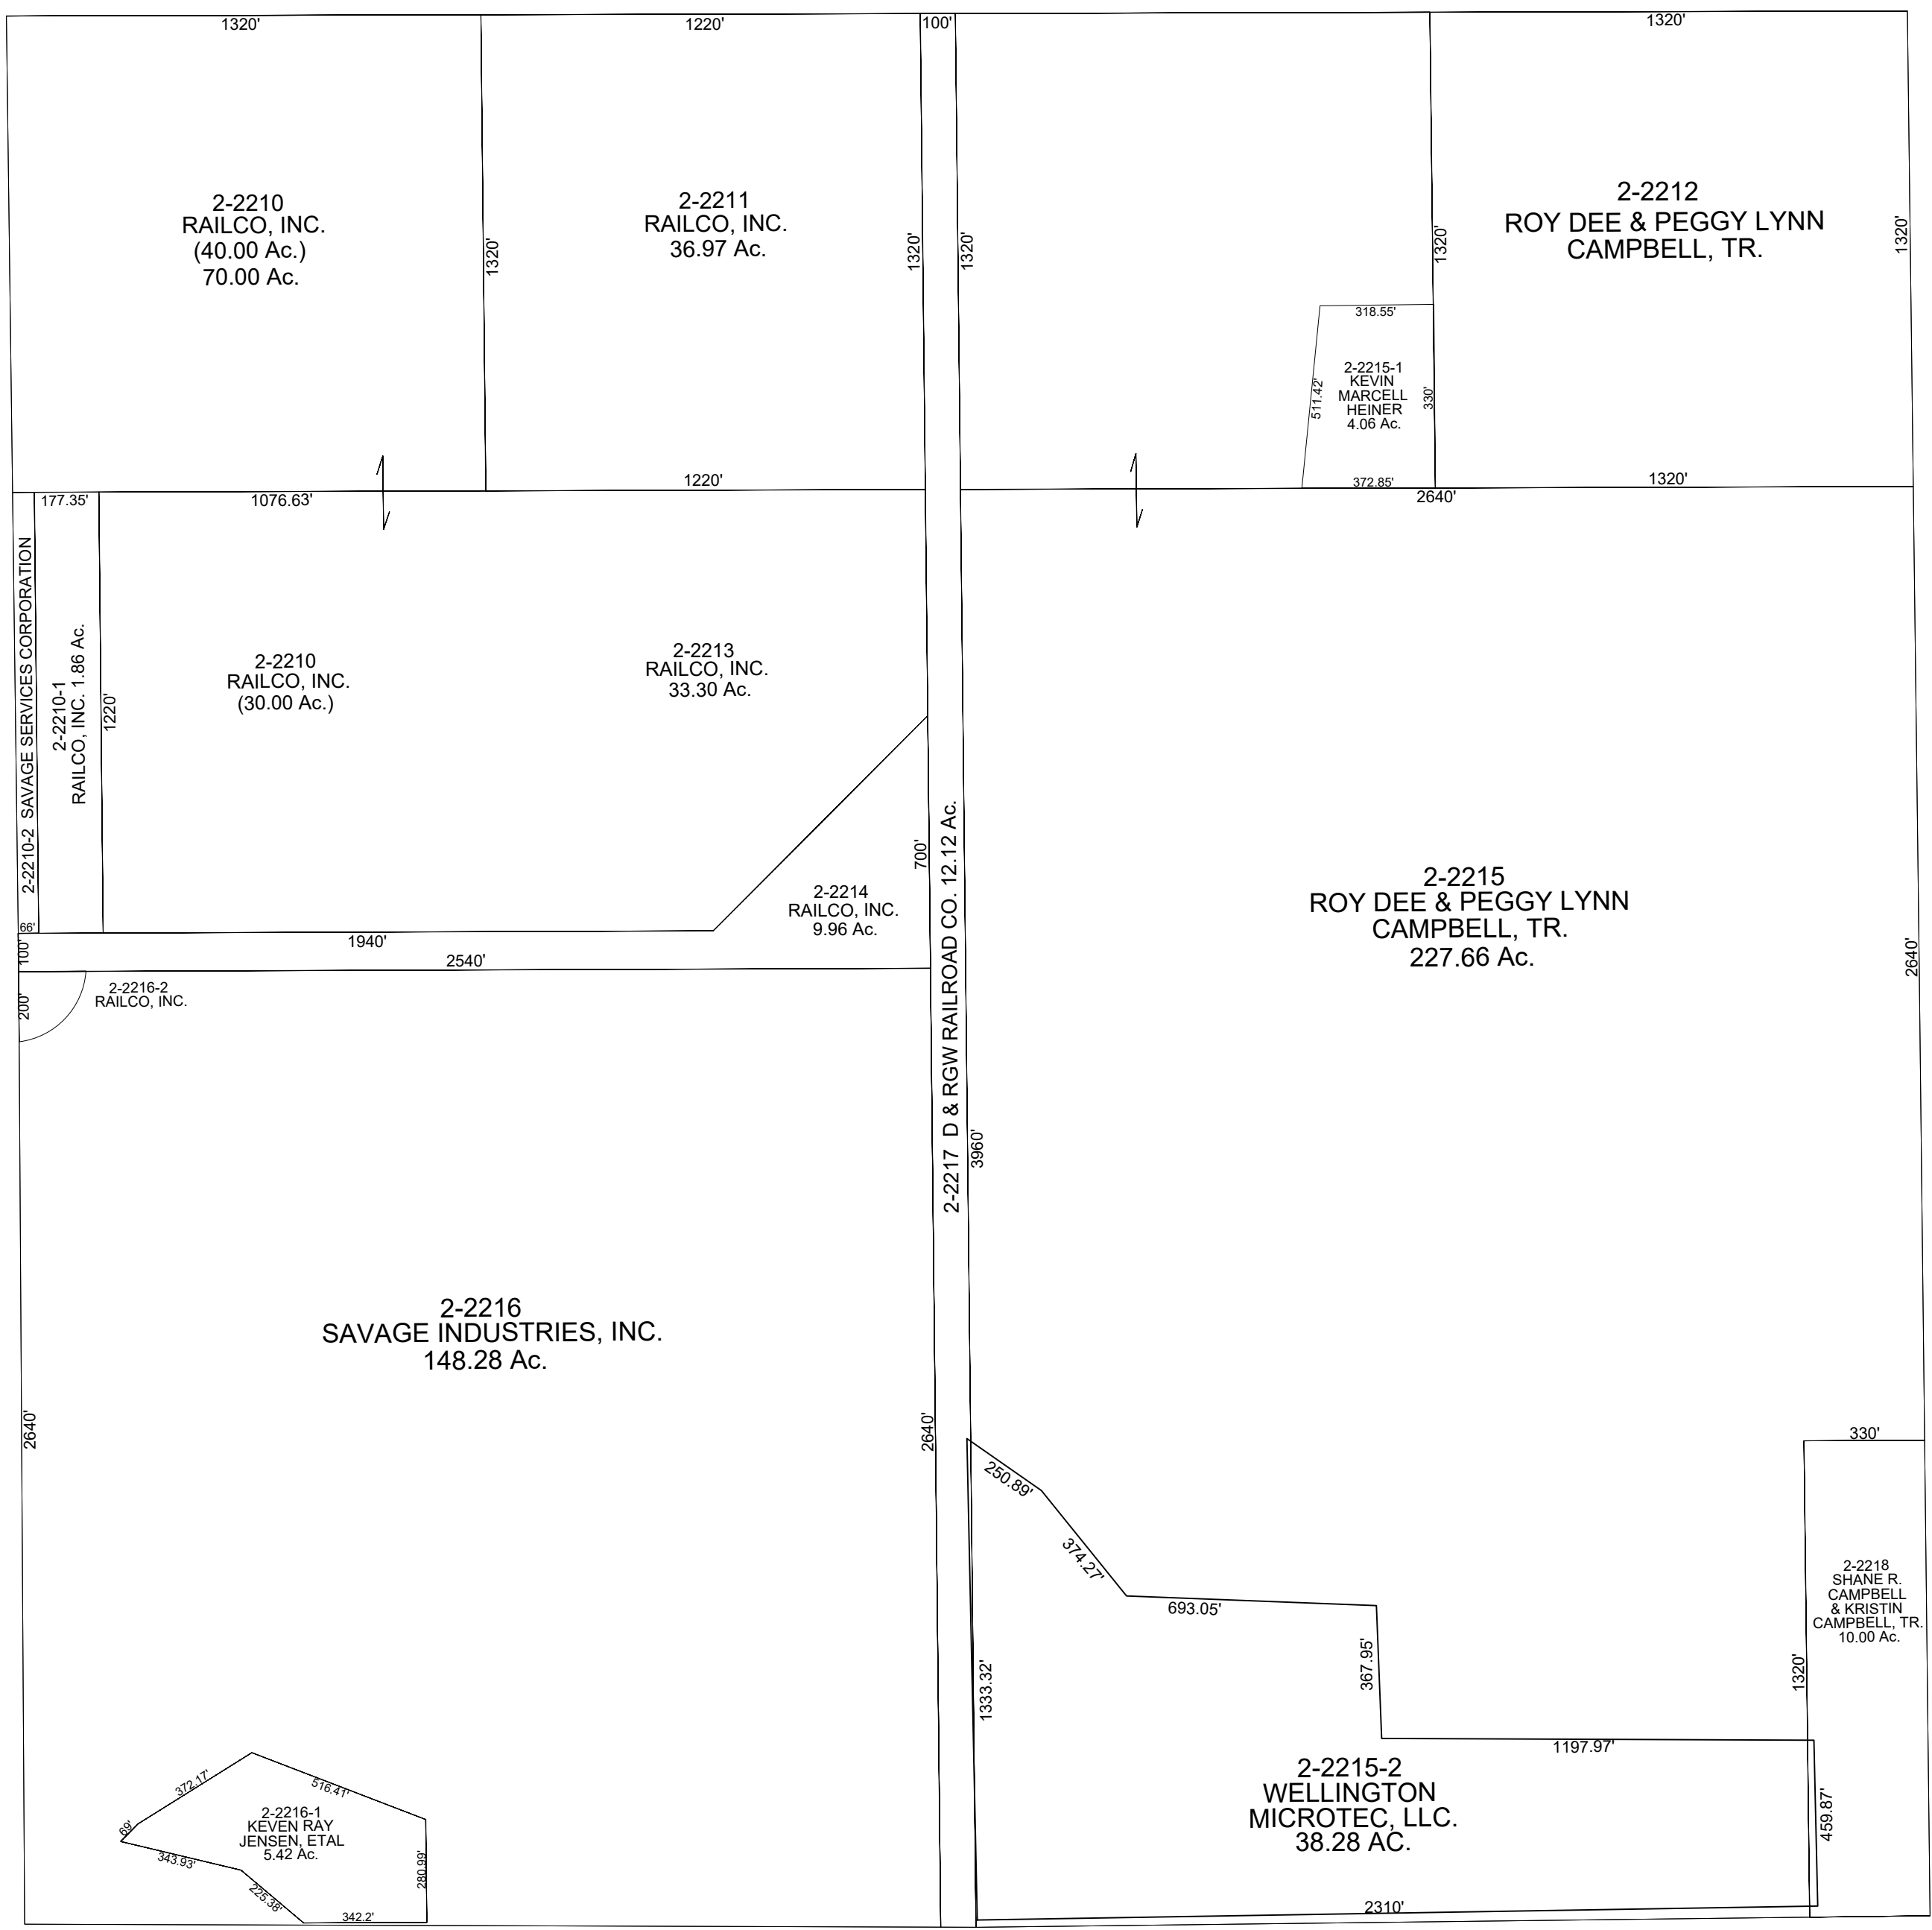 1320'
1220'
100'
1320'
2-2210
RAILCO, INC.
(40.00 Ac.)
70.00 Ac.
1320'
2-2211
RAILCO, INC.
36.97 Ac.
1320'
1320'
1320'
2-2212
ROY DEE & PEGGY LYNN
CAMPBELL, TR.
1320'
318.55'
511.42'
2-2215-1
KEVIN
MARCELL
HEINER
4.06 Ac.
330'
372.85'
1220'
1320'
2640'
177.35'
1076.63'
2-2210-2 SAVAGE SERVICES CORPORATION
2-2210-1
RAILCO, INC. 1.86 Ac.
1220'
2-2210
RAILCO, INC.
(30.00 Ac.)
2-2213
RAILCO, INC.
33.30 Ac.
700'
2-2214
RAILCO, INC.
9.96 Ac.
2-2217 D & RGW RAILROAD CO. 12.12 Ac.
2-2215
ROY DEE & PEGGY LYNN
CAMPBELL, TR.
227.66 Ac.
2640'
66'
100'
1940'
2540'
200'
2-2216-2
RAILCO, INC.
3960'
2-2216
SAVAGE INDUSTRIES, INC.
148.28 Ac.
2640'
2640'
250.89'
374.27'
693.05'
367.95'
1333.32'
1197.97'
330'
2-2218
SHANE R.
CAMPBELL
& KRISTIN
CAMPBELL, TR.
10.00 Ac.
1320'
459.87'
2-2215-2
WELLINGTON
MICROTEC, LLC.
38.28 AC.
2310'
372.17'
516.41'
69'
2-2216-1
KEVEN RAY
JENSEN, ETAL
5.42 Ac.
343.93'
225.38'
280.99'
342.2'